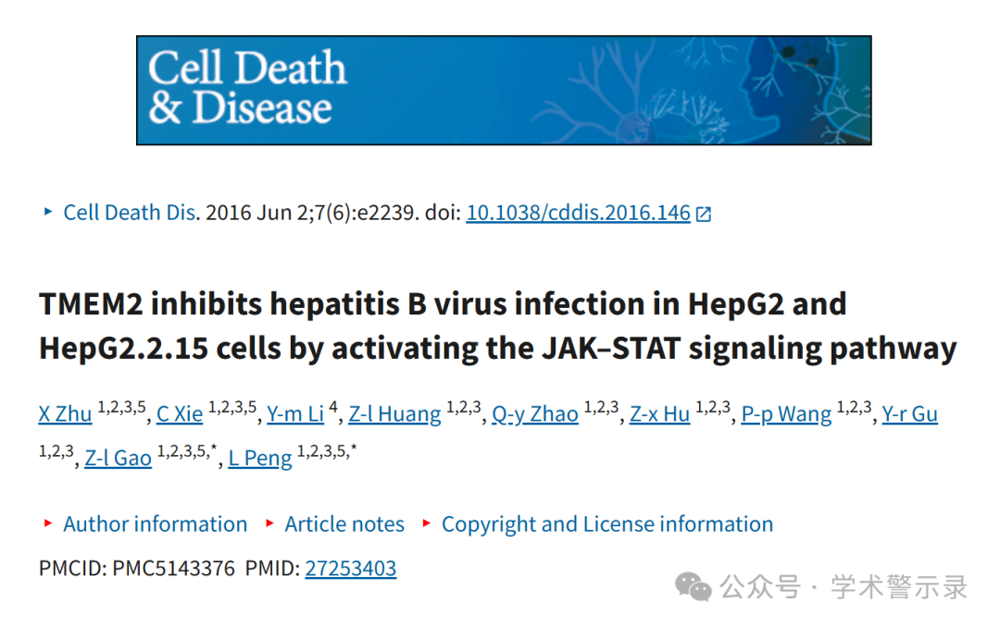 Cell Death
& Disease
Cell Death Dis. 2016 Jun 2;7(6):e2239. doi: 10.1038/cddis.2016.146
TMEM2 inhibits hepatitis B virus infection in HepG2 and
HepG2.2.15 cells by activating the JAK–STAT signaling pathway
X Zhu 1,2,3,5, C Xie 1,2,3,5, Y-m Li 4, Z-l Huang 1,2,3, Q-y Zhao 1,2,3, Z-x Hu 1,2,3, P-p Wang 1,2,3, Y-r Gu
1,2,3, Z-l Gao 1,2,3,5,*, L Peng 1,2,3,5,*
Author information Article notes Copyright and License information
PMCID: PMC5143376 PMID: 27253403
公众号 · 学术警示录